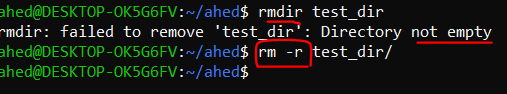 ahed@DESKTOP-OK5G6FV:~/ahed$ rmdir test_dir
rmdir: failed to remove 'test_dir': Directory not empty
ahed@DESKTOP-OK5G6FV:~/ahed$ rm -r test_dir/
ahed@DESKTOP-OK5G6FV:~/ahed$